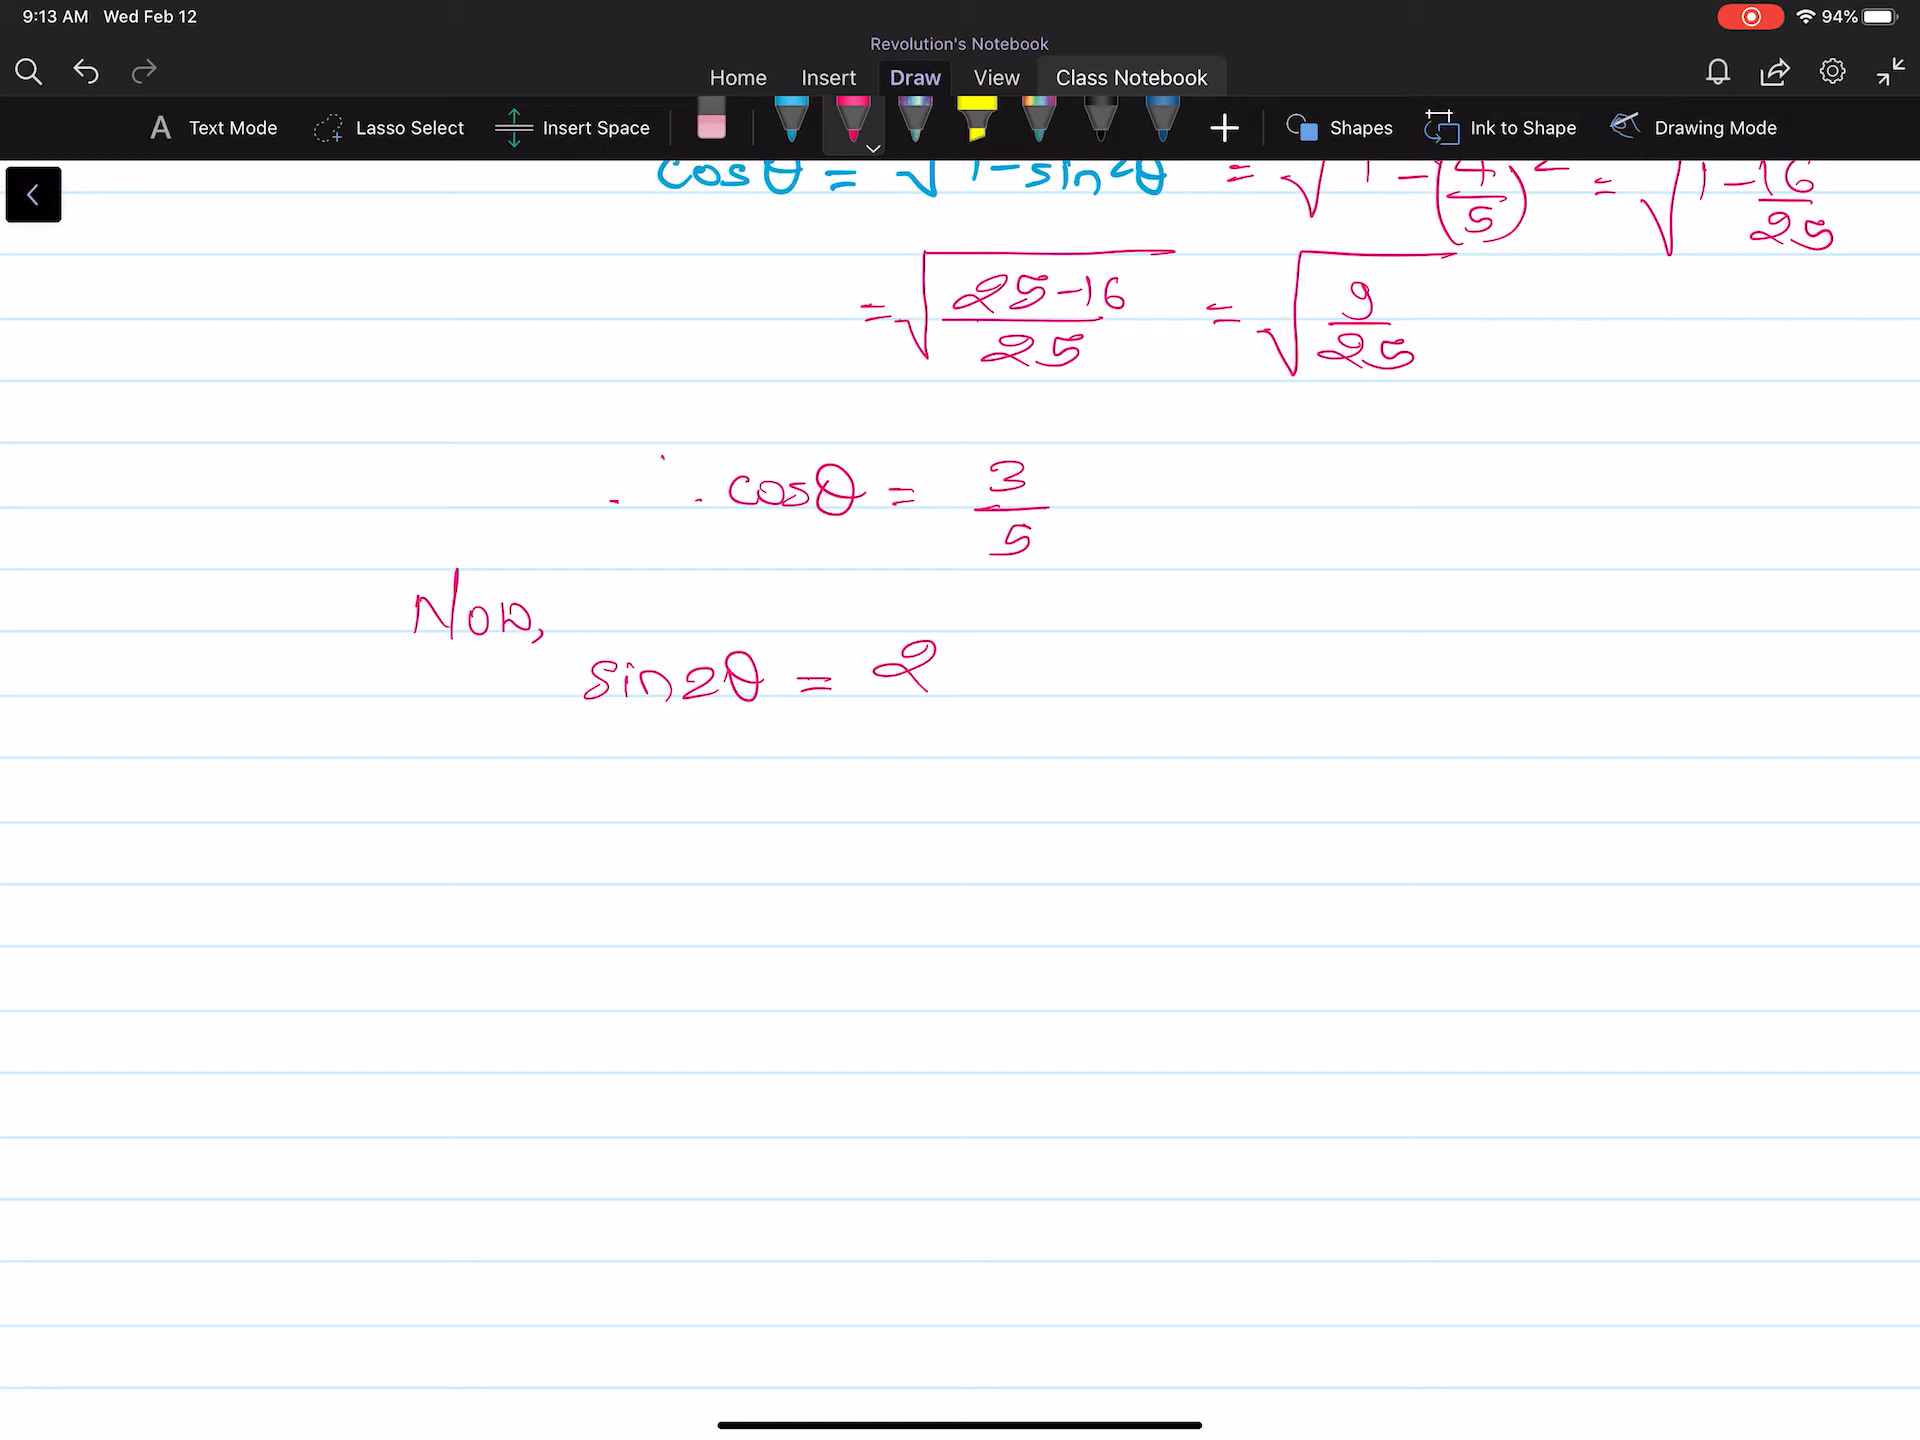 9:13 AM Wed Feb 12
94%
Revolution's Notebook
Home Insert Draw View Class Notebook
A Text Mode Lasso Select Insert Space Shapes Ink to Shape Drawing Mode
cosθ = √1-sin²θ = √1-(4/5)² = √1-16/25
= √(25-16/25) = √(9/25)
∴ cosθ = 3/5
Now,
sin2θ = 2